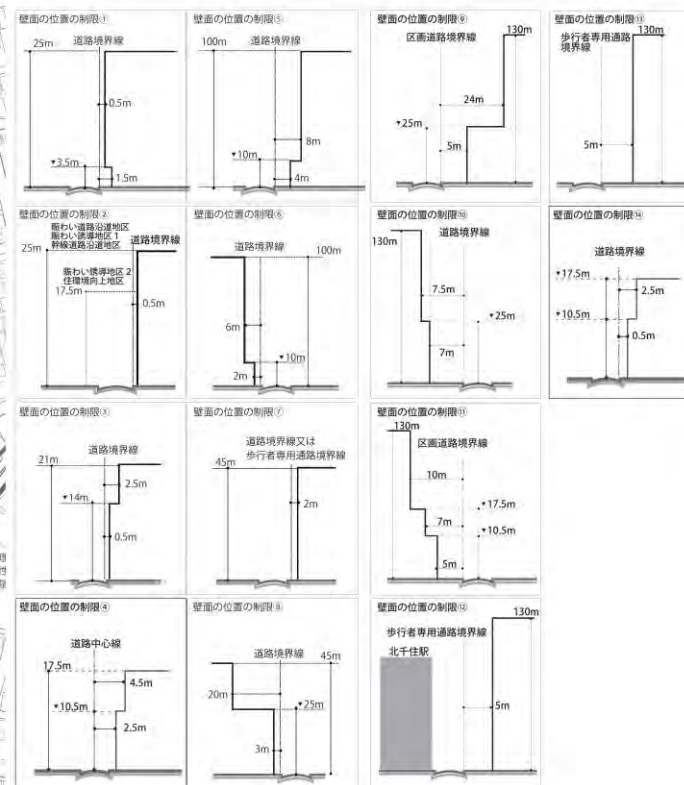 壁面の位置の制限①
25m
道路境界線
0.5m
▼3.5m
1.5m
壁面の位置の制限⑤
100m
道路境界線
8m
▼10m
4m
壁面の位置の制限⑨
130m
区画道路境界線
24m
▼25m
5m
壁面の位置の制限⑬
130m
歩行者専用通路
境界線
5m
壁面の位置の制限②
賑わい道路沿道地区
賑わい誘導地区1
幹線道路沿道地区
道路境界線
25m
賑わい誘導地区2
住環境向上地区
17.5m
0.5m
壁面の位置の制限⑥
道路境界線
100m
6m
▼10m
2m
壁面の位置の制限⑩
道路境界線
130m
7.5m
▼25m
7m
壁面の位置の制限⑭
道路境界線
▼17.5m
2.5m
▼10.5m
0.5m
壁面の位置の制限③
道路境界線
21m
2.5m
▼14m
0.5m
壁面の位置の制限⑦
道路境界線又は
歩行者専用通路境界線
45m
2m
壁面の位置の制限⑪
130m
区画道路境界線
10m
▼17.5m
7m
▼10.5m
5m
壁面の位置の制限④
道路中心線
17.5m
4.5m
▼10.5m
2.5m
壁面の位置の制限⑧
道路境界線
45m
20m
▼25m
3m
壁面の位置の制限⑫
130m
歩行者専用通路境界線
北千住駅
5m